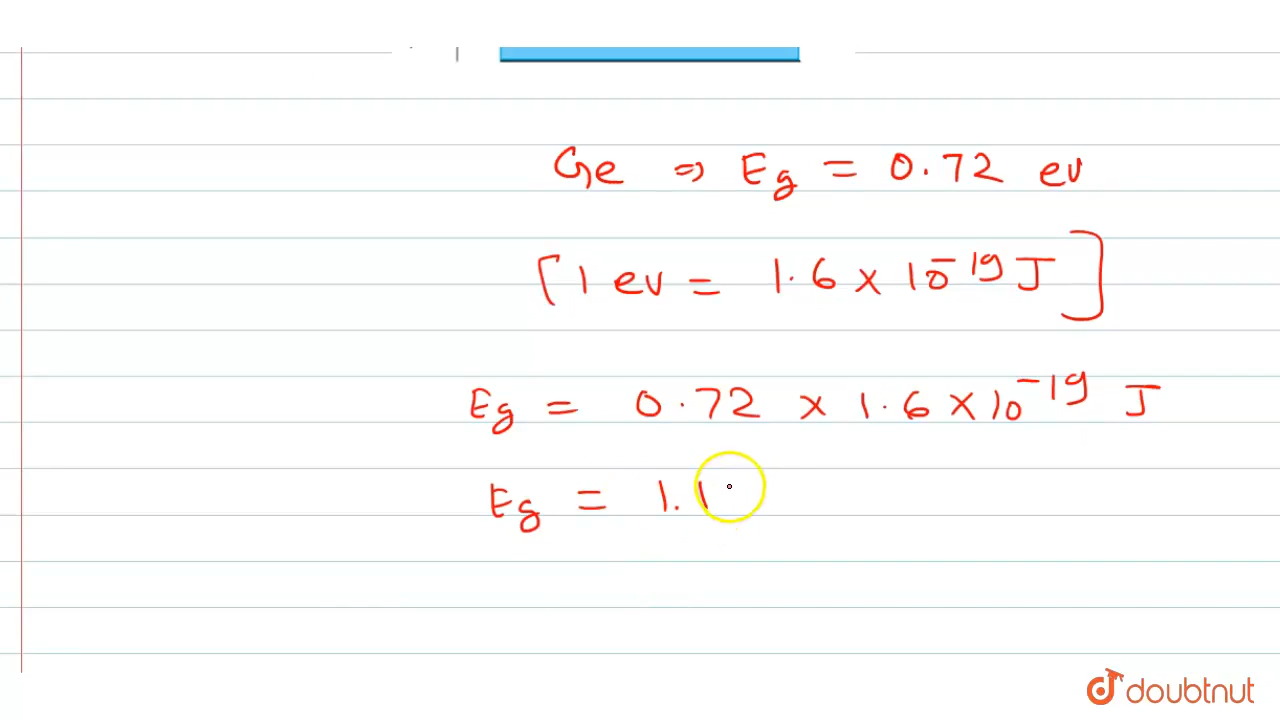 Ge ⇒ Eg = 0.72 ev
[1 ev = 1.6 × 10⁻¹⁹ J]
Eg = 0.72 × 1.6 × 10⁻¹⁹ J
Eg = 1.1
doubtnut